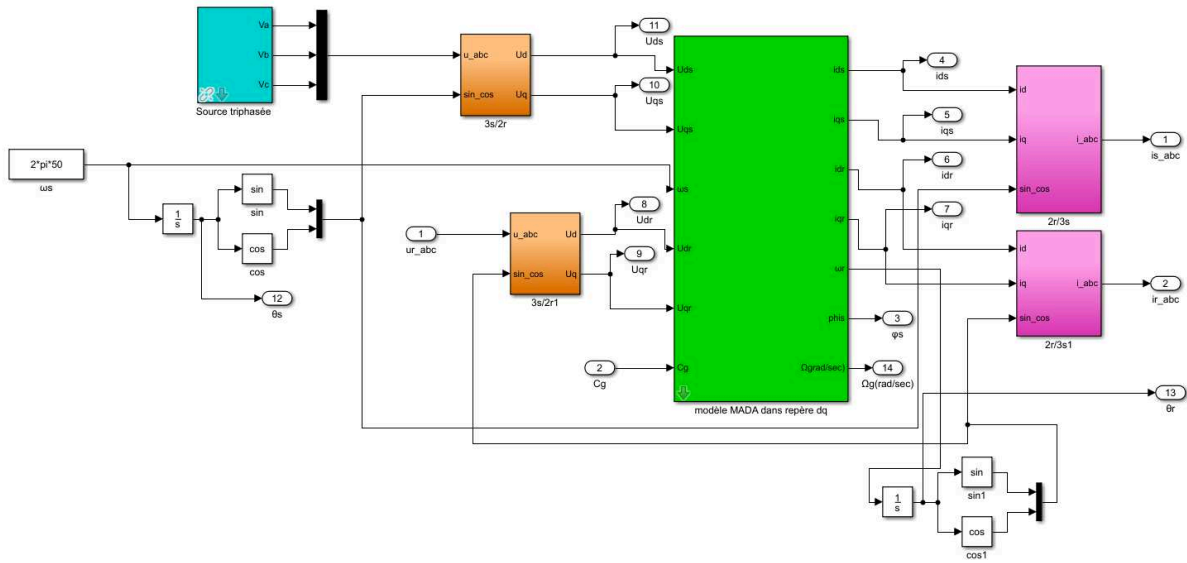 Va
Vb
Vc
Source triphasée
u_abc
sin_cos
Ud
Uq
3s/2r
11
Uds
10
Uqs
2*pi*50
ωs
1
s
sin
sin
cos
cos
12
θs
1
ur_abc
u_abc
sin_cos
Ud
Uq
3s/2r1
8
Udr
9
Uqr
2
Cg
Uds
Uqs
ωs
Udr
Uqr
Cg
ids
iqs
idr
iqr
ωr
phis
Ωgrad/sec)
modèle MADA dans repère dq
4
ids
5
iqs
6
idr
7
iqr
3
φs
14
Ωg(rad/sec)
id
iq
sin_cos
i_abc
2r/3s
1
is_abc
id
iq
sin_cos
i_abc
2r/3s1
2
ir_abc
13
θr
1
s
sin
sin1
cos
cos1